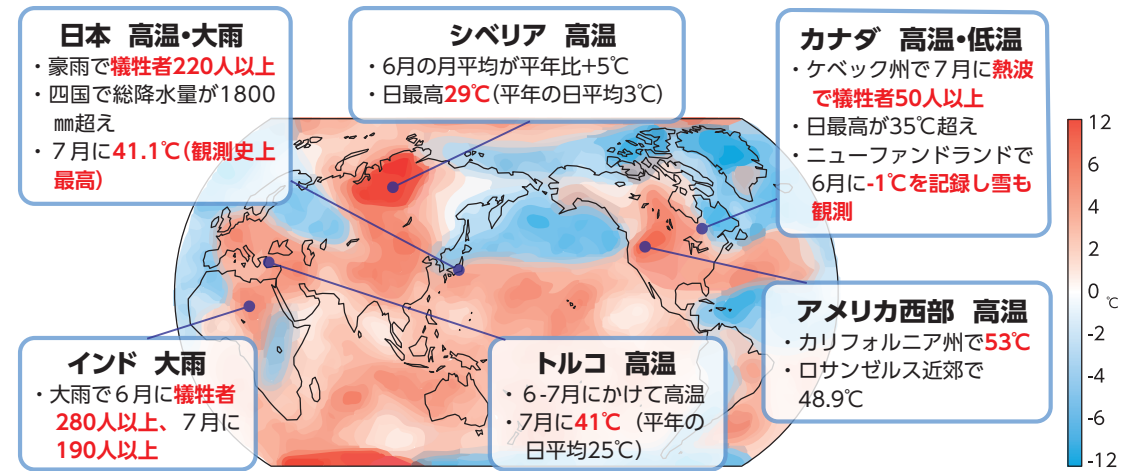 日本 高温・大雨
・豪雨で犠牲者220人以上
・四国で総降水量が1800
㎜超え
・７月に41.1℃(観測史上
最高)
シベリア 高温
・6月の月平均が平年比+5℃
・日最高29℃(平年の日平均3℃)
カナダ 高温・低温
・ケベック州で７月に熱波
で犠牲者50人以上
・日最高が35℃超え
・ニューファンドランドで
6月に-1℃を記録し雪も
観測
インド 大雨
・大雨で６月に犠牲者
280人以上、７月に
190人以上
トルコ 高温
・６-7月にかけて高温
・7月に41℃（平年の
日平均25℃）
アメリカ西部 高温
・カリフォルニア州で53℃
・ロサンゼルス近郊で
48.9℃
12
6
4
2
0
℃
-2
-4
-6
-12